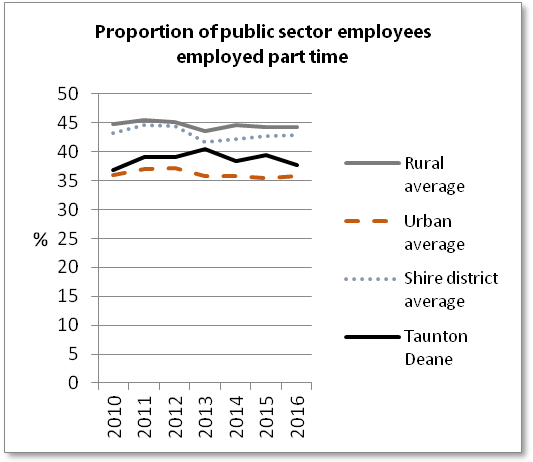 Proportion of public sector employees
employed part time
50
45
40
35
30
25
20
15
10
5
0
%
2010
2011
2012
2013
2014
2015
2016
Rural
average
Urban
average
Shire district
average
Taunton
Deane